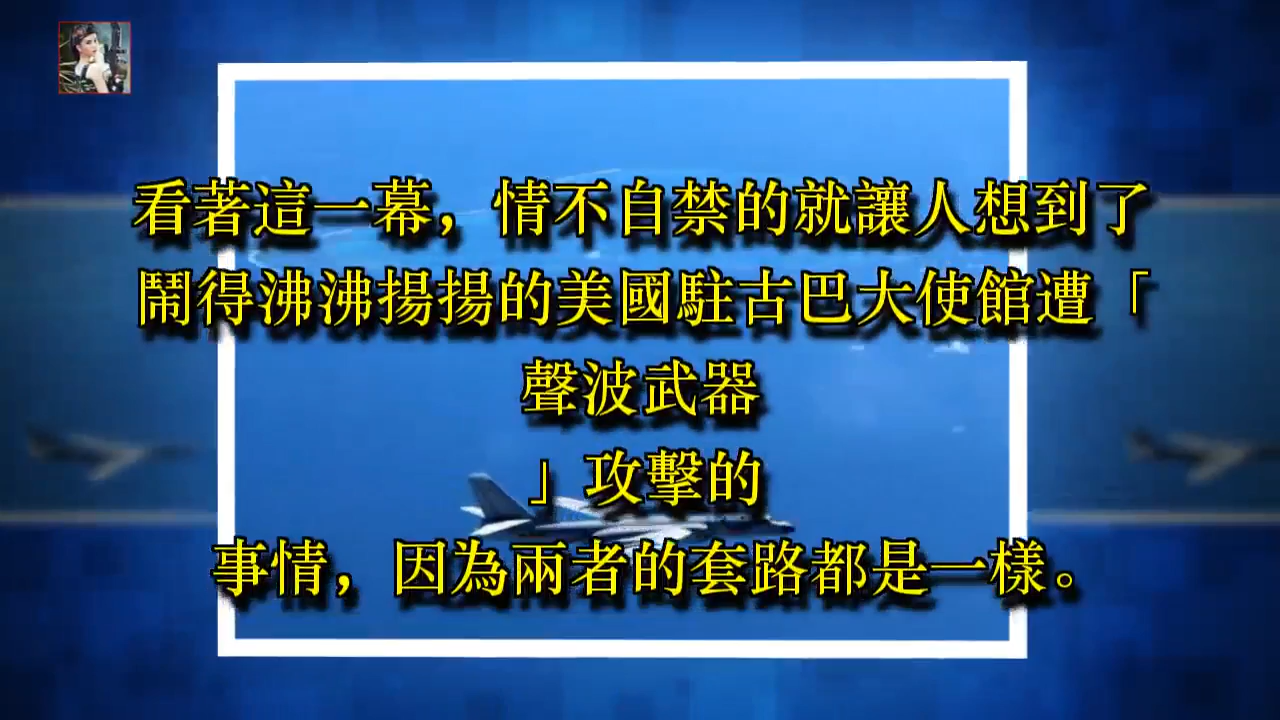 看著這一幕，情不自禁的就讓人想到了
鬧得沸沸揚揚的美國駐古巴大使館遭「
聲波武器
」攻擊的
事情，因為兩者的套路都是一樣。